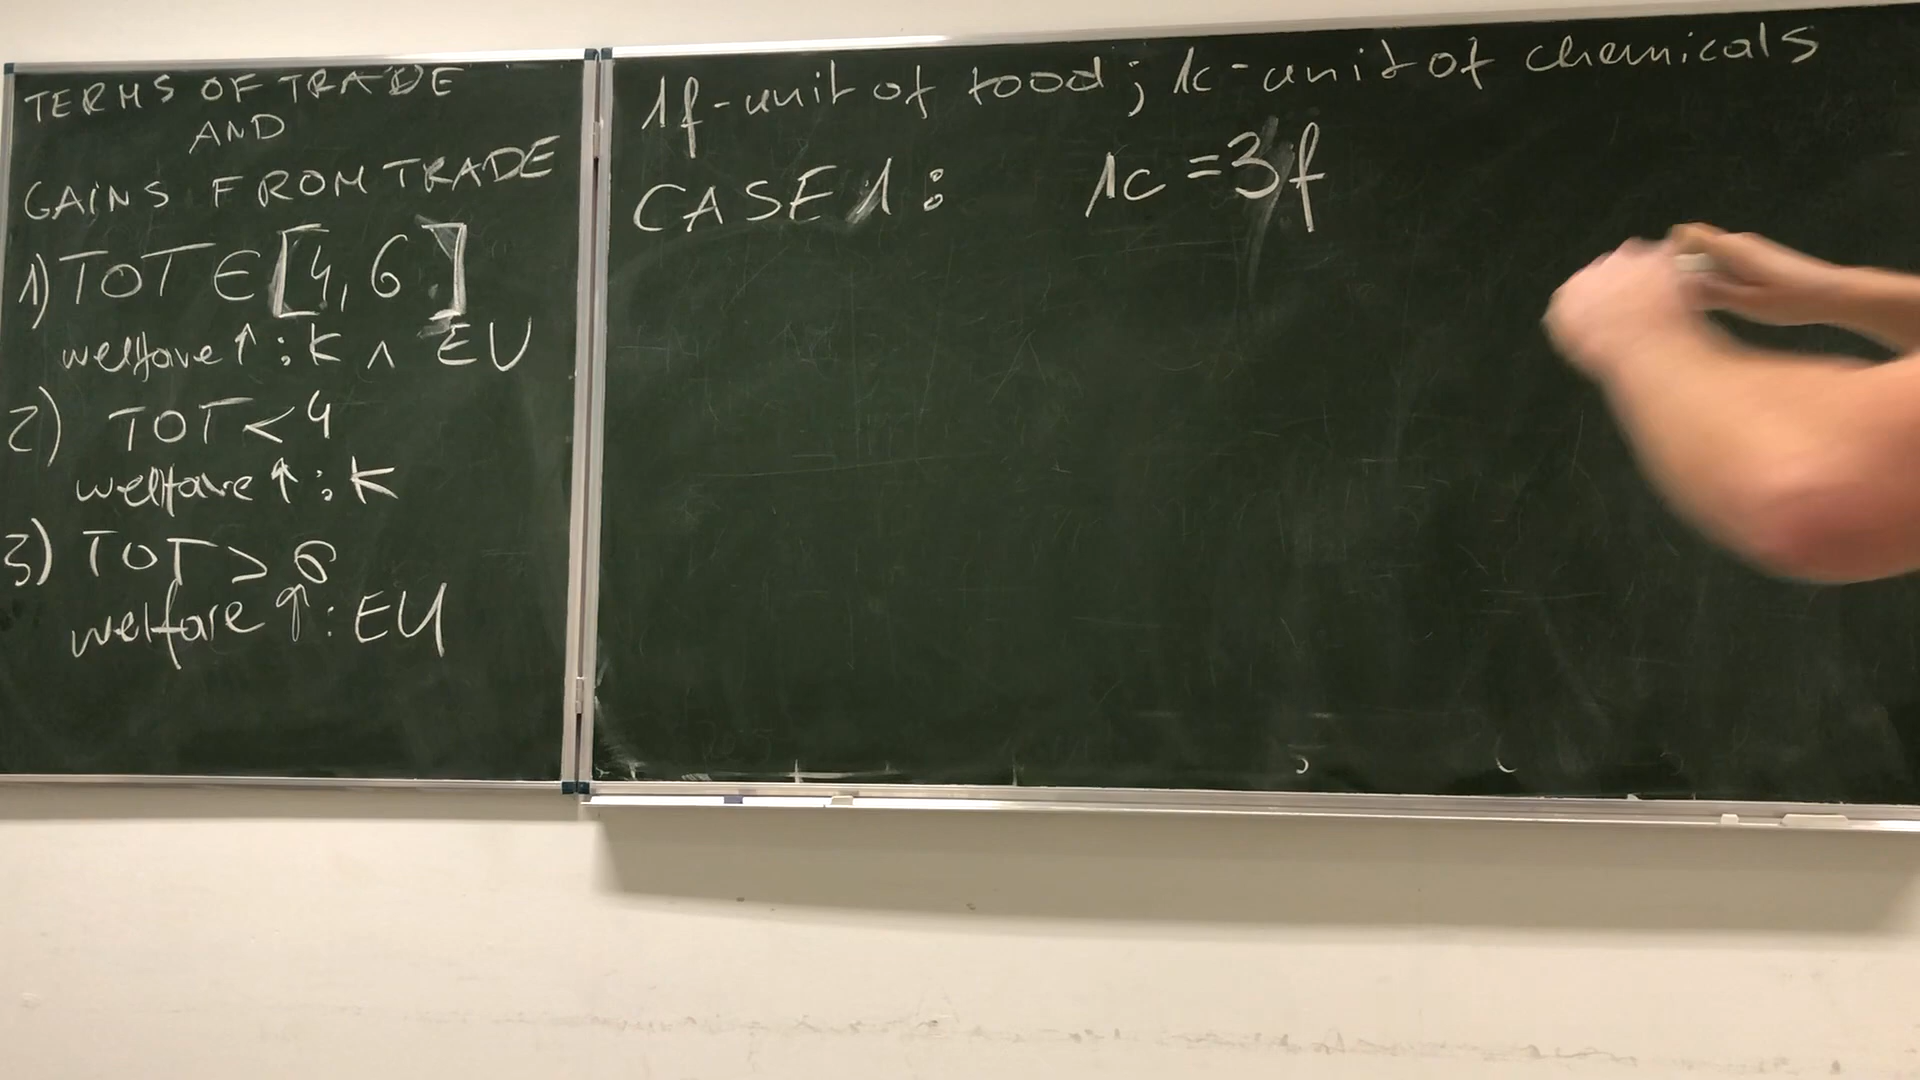 TERMS OF TRADE
AND
GAINS FROM TRADE
1) TOT ∈ [4, 6]
welfare ↑ : K ∧ EU
2) TOT < 4
welfare ↑ : K
3) TOT > 6
welfare ↑ : EU
1f - unit of food ; 1c - unit of chemicals
CASE 1 : 1c = 3f